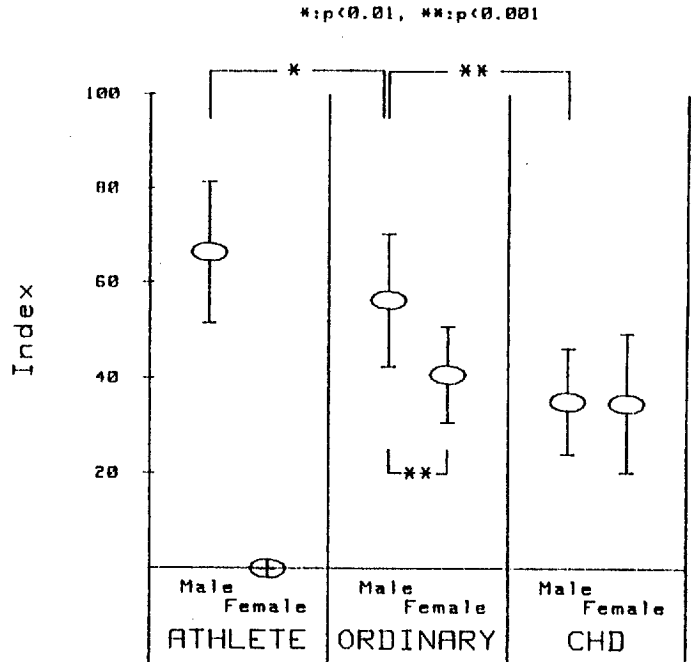 *:p<0.01, **:p<0.001
* **
100
80
60
40
20
Index
**
Male Male Male
Female Female Female
ATHLETE ORDINARY CHD